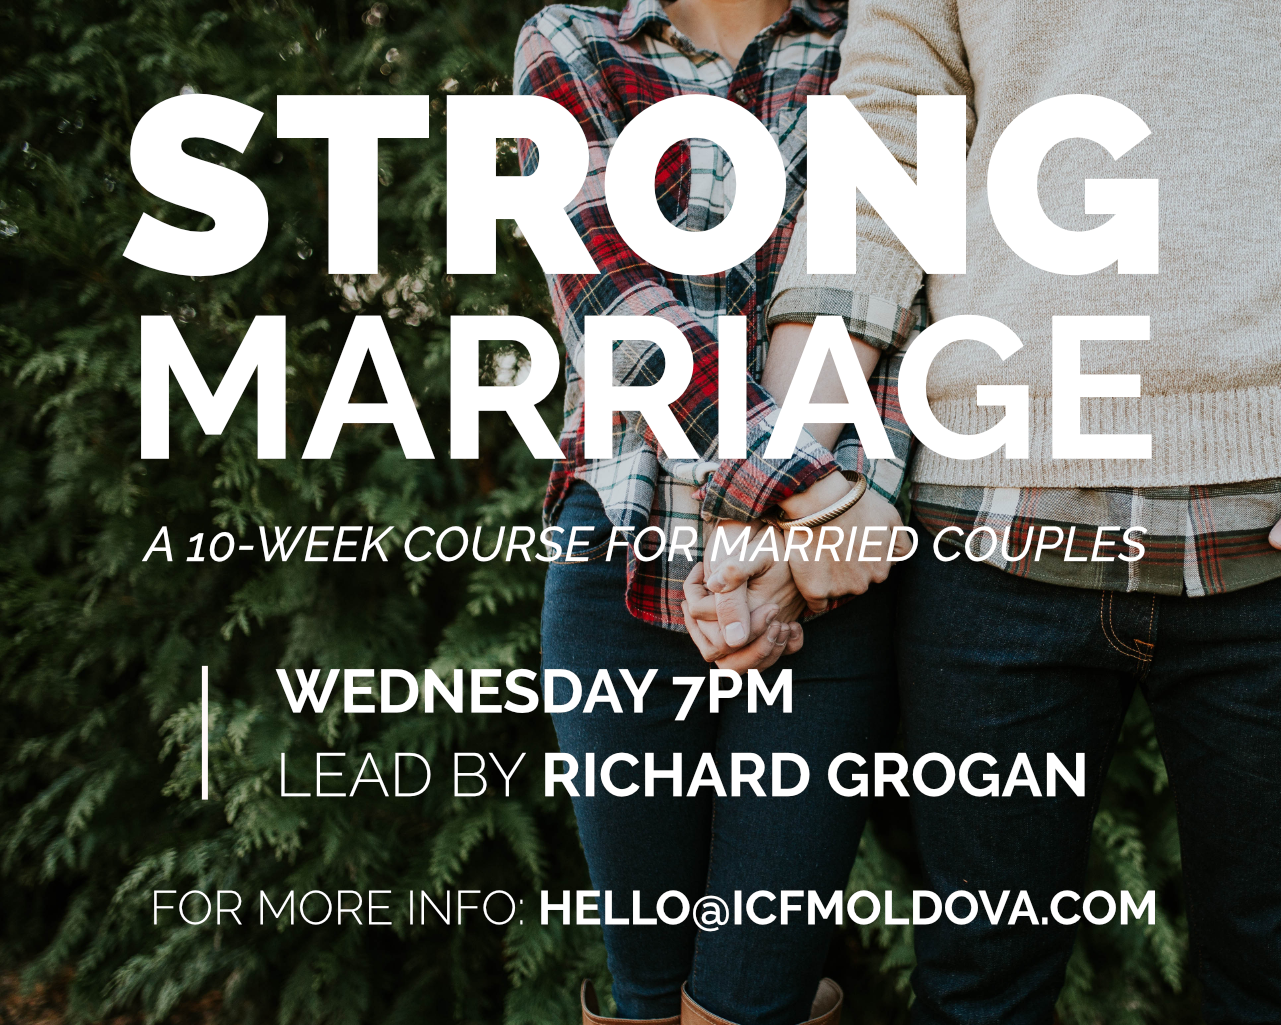 STRONG
MARRIAGE
A 10-WEEK COURSE FOR MARRIED COUPLES
WEDNESDAY 7PM
LEAD BY RICHARD GROGAN
FOR MORE INFO: HELLO@ICFMOLDOVA.COM